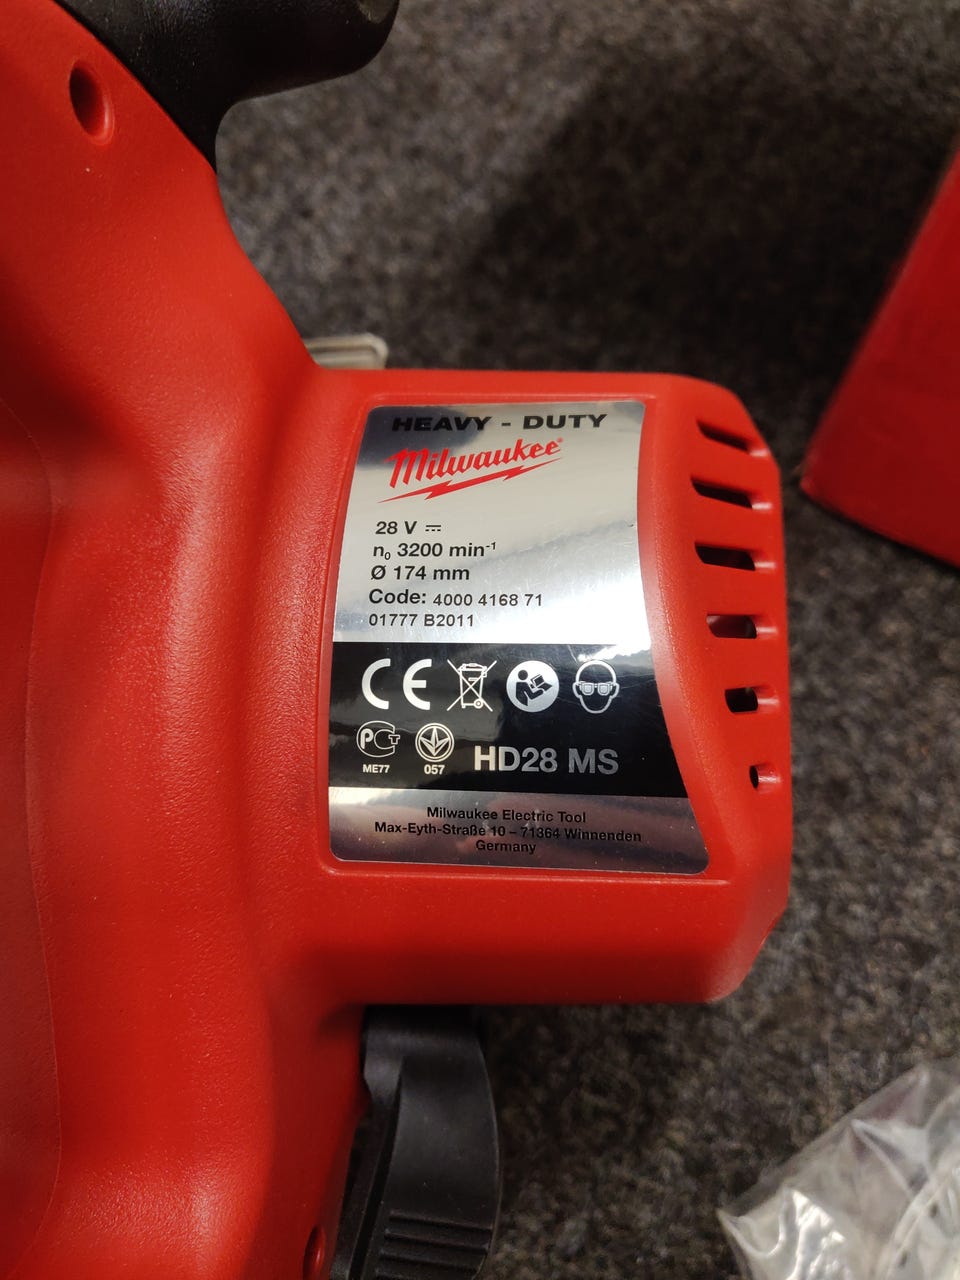 HEAVY - DUTY
Milwaukee®
28 V ⎓
n₀ 3200 min⁻¹
Ø 174 mm
Code: 4000 4168 71
01777 B2011
CE
PCT
ME77
057
HD28 MS
Milwaukee Electric Tool
Max-Eyth-Straße 10 – 71364 Winnenden
Germany